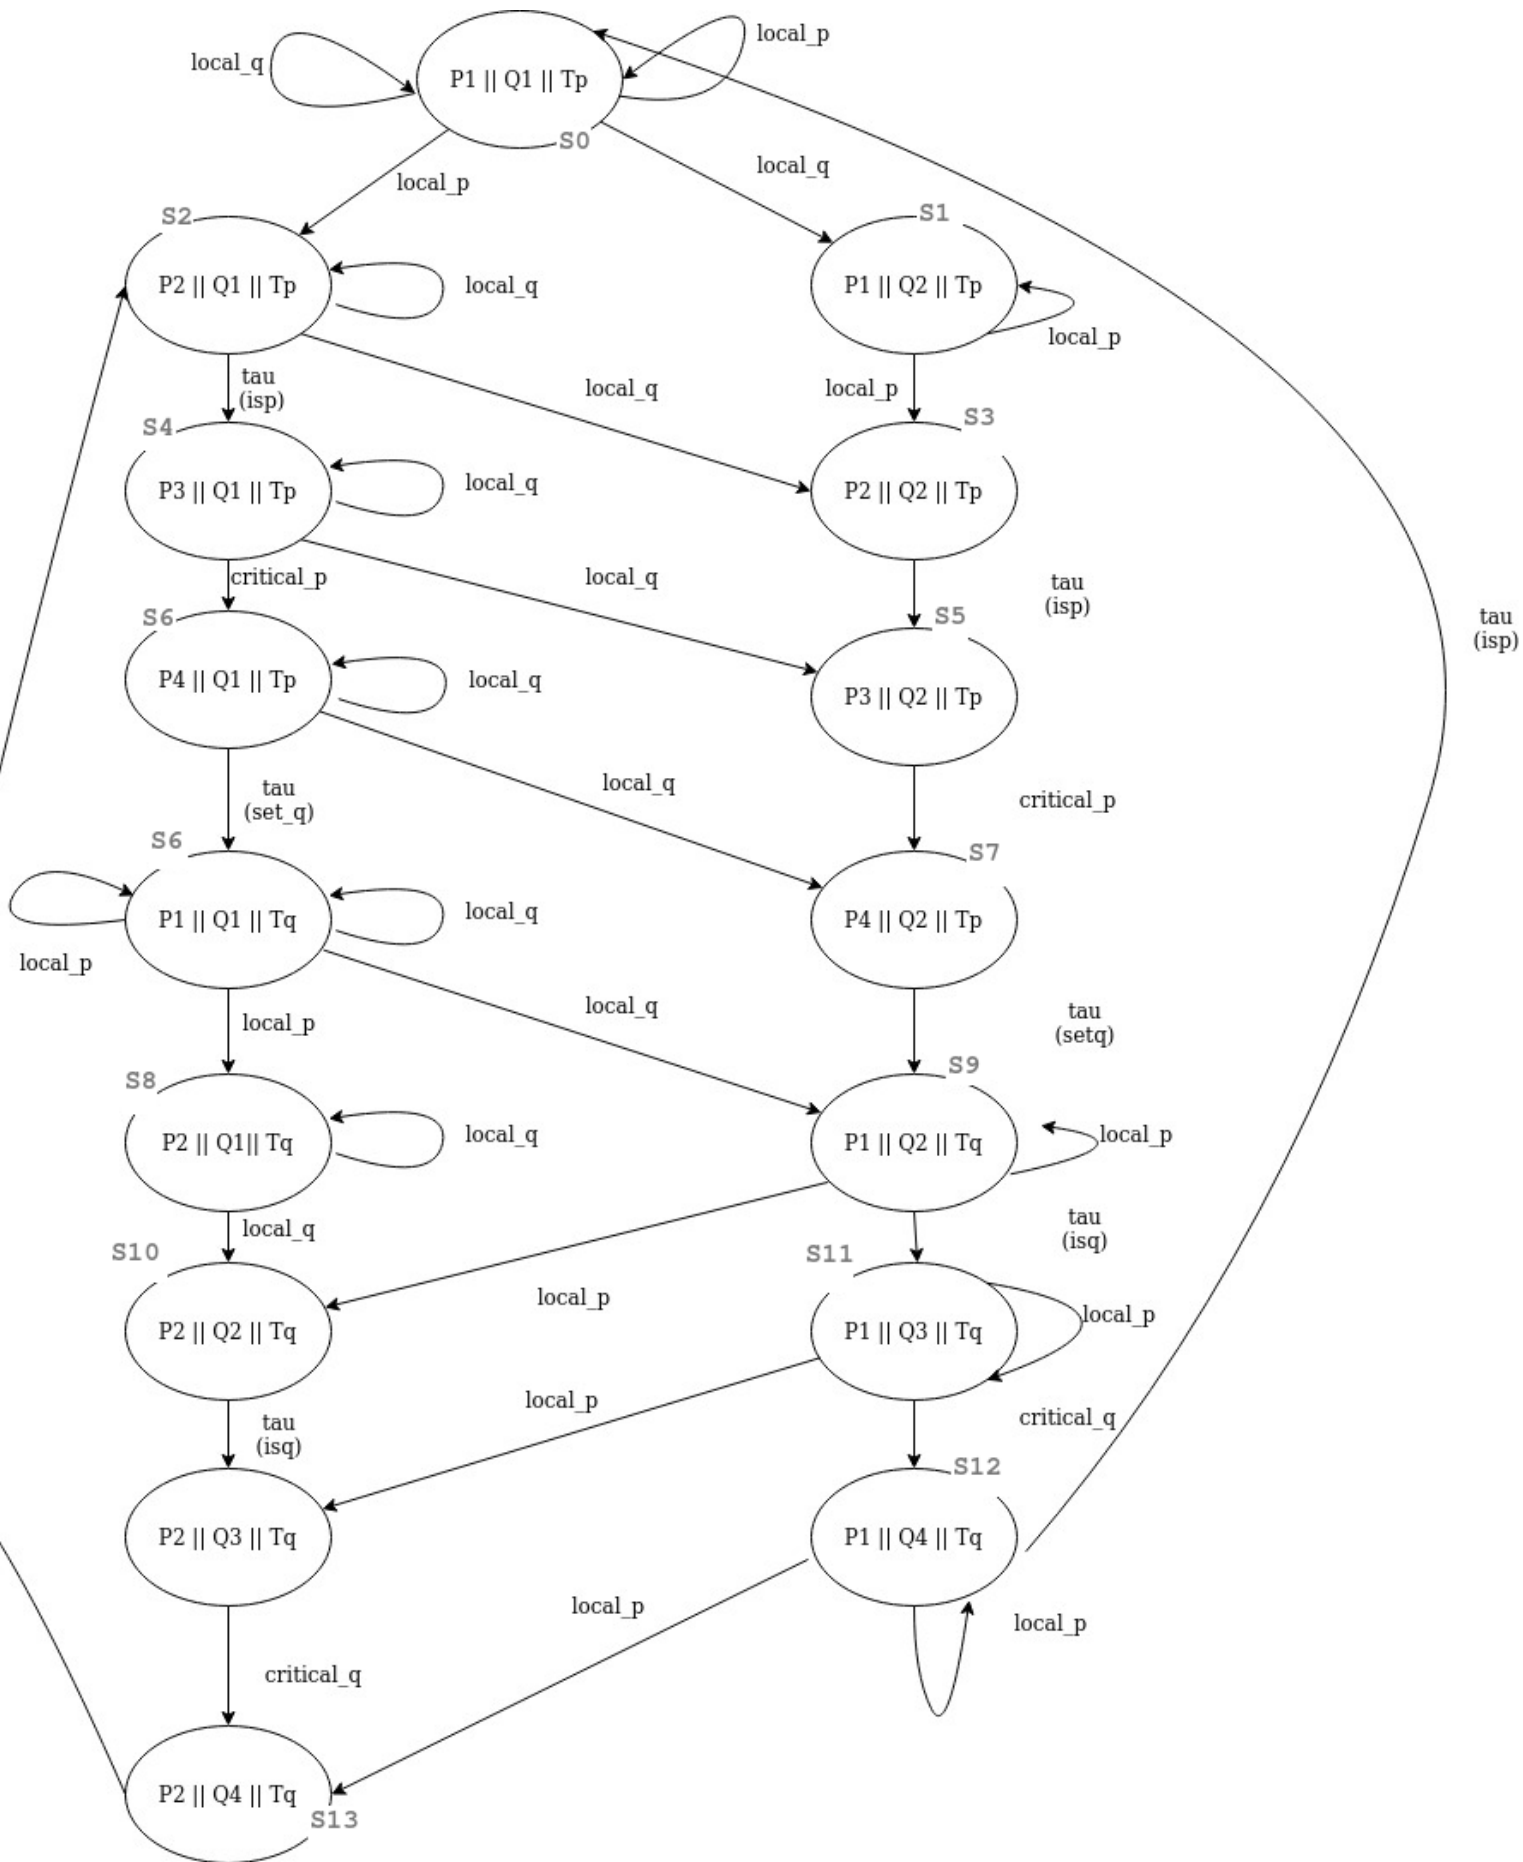 local_p
local_q
P1 || Q1 || Tp
S0
local_q
local_p
S2
S1
P2 || Q1 || Tp
local_q
P1 || Q2 || Tp
local_p
tau
(isp)
local_q
local_p
S4
S3
P3 || Q1 || Tp
local_q
P2 || Q2 || Tp
critical_p
local_q
tau
(isp)
tau
(isp)
S6
S5
P4 || Q1 || Tp
local_q
P3 || Q2 || Tp
tau
(set_q)
local_q
critical_p
S6
S7
P1 || Q1 || Tq
local_q
P4 || Q2 || Tp
local_p
local_p
local_q
tau
(setq)
S8
S9
P2 || Q1|| Tq
local_q
P1 || Q2 || Tq
local_p
local_q
tau
(isq)
S10
S11
local_p
local_p
P2 || Q2 || Tq
P1 || Q3 || Tq
tau
(isq)
local_p
critical_q
S12
P2 || Q3 || Tq
P1 || Q4 || Tq
local_p
local_p
critical_q
P2 || Q4 || Tq
S13